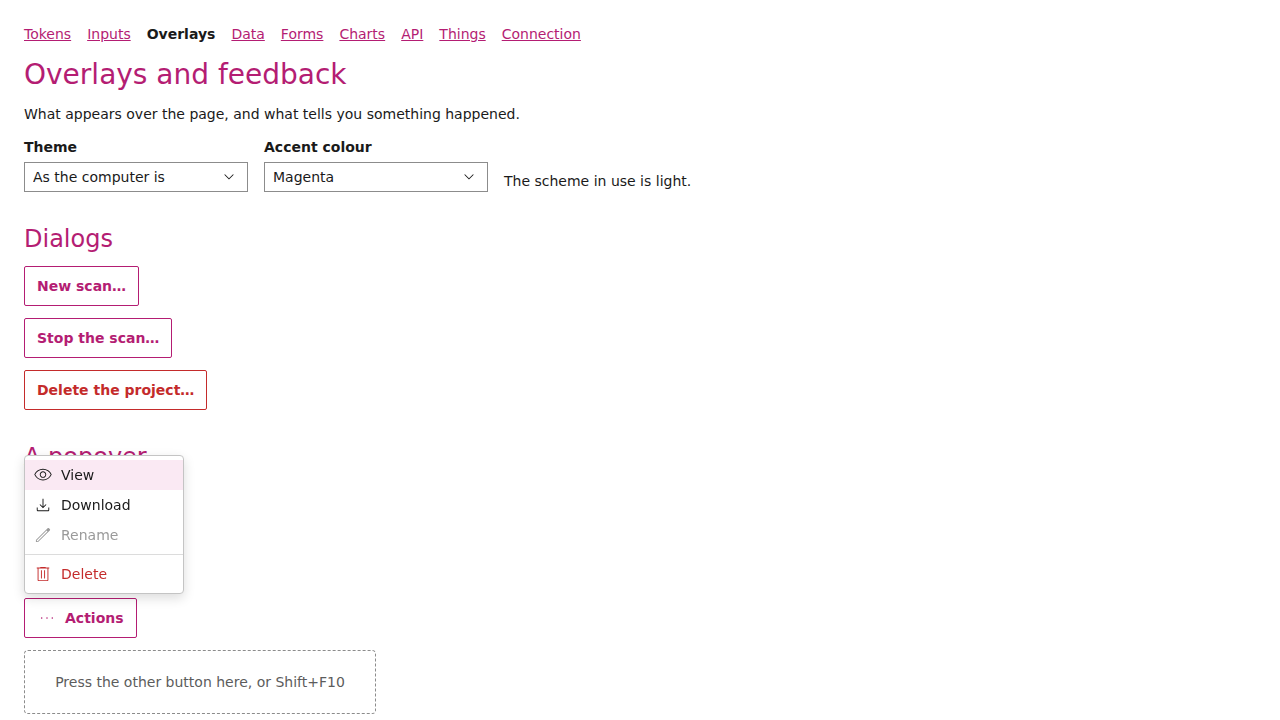 Tokens Inputs Overlays Data Forms Charts API Things Connection
Overlays and feedback
What appears over the page, and what tells you something happened.
Theme Accent colour
As the computer is Magenta The scheme in use is light.
Dialogs
New scan…
Stop the scan…
Delete the project…
A popover
View
Download
Rename
Delete
Actions
Press the other button here, or Shift+F10